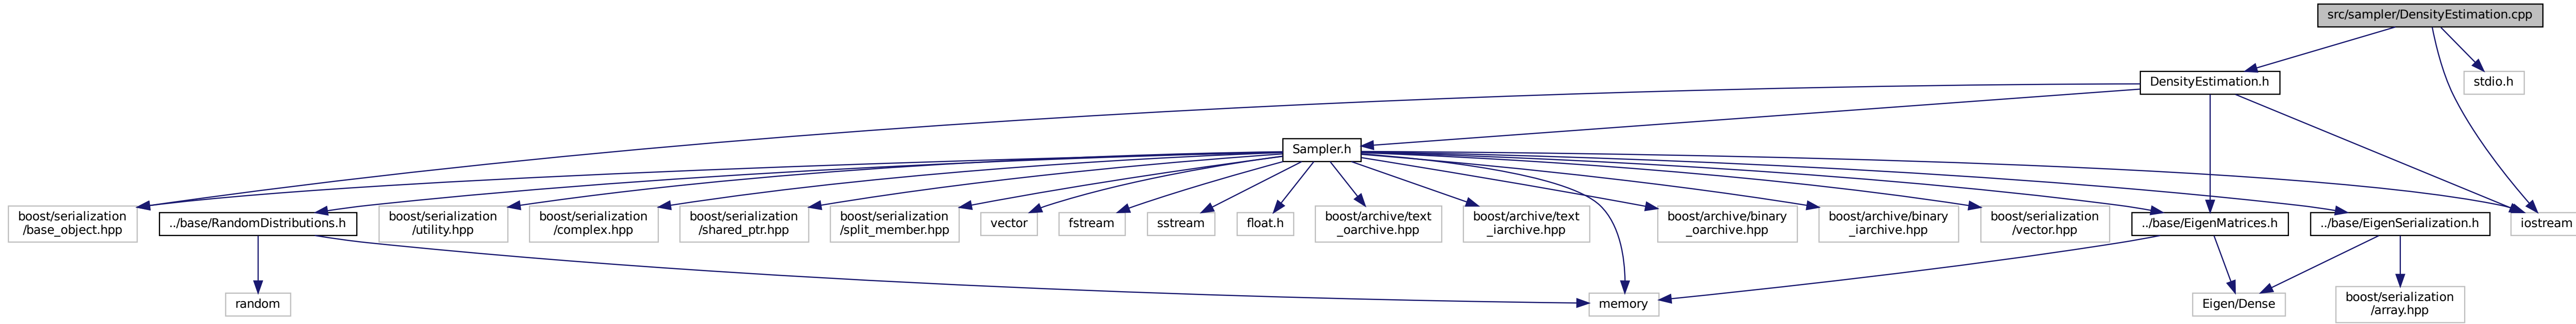 src/sampler/DensityEstimation.cpp
DensityEstimation.h
stdio.h
Sampler.h
boost/serialization
/base_object.hpp
../base/RandomDistributions.h
boost/serialization
/utility.hpp
boost/serialization
/complex.hpp
boost/serialization
/shared_ptr.hpp
boost/serialization
/split_member.hpp
vector
fstream
sstream
float.h
boost/archive/text
_oarchive.hpp
boost/archive/text
_iarchive.hpp
boost/archive/binary
_oarchive.hpp
boost/archive/binary
_iarchive.hpp
boost/serialization
/vector.hpp
../base/EigenMatrices.h
../base/EigenSerialization.h
iostream
random
memory
Eigen/Dense
boost/serialization
/array.hpp